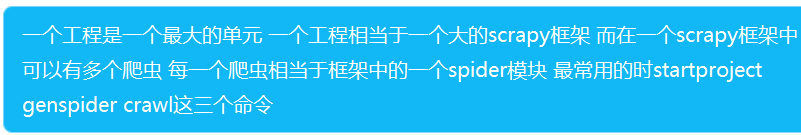 一个工程是一个最大的单元 一个工程相当于一个大的scrapy框架 而在一个scrapy框架中
可以有多个爬虫 每一个爬虫相当于框架中的一个spider模块 最常用的时startproject
genspider crawl这三个命令